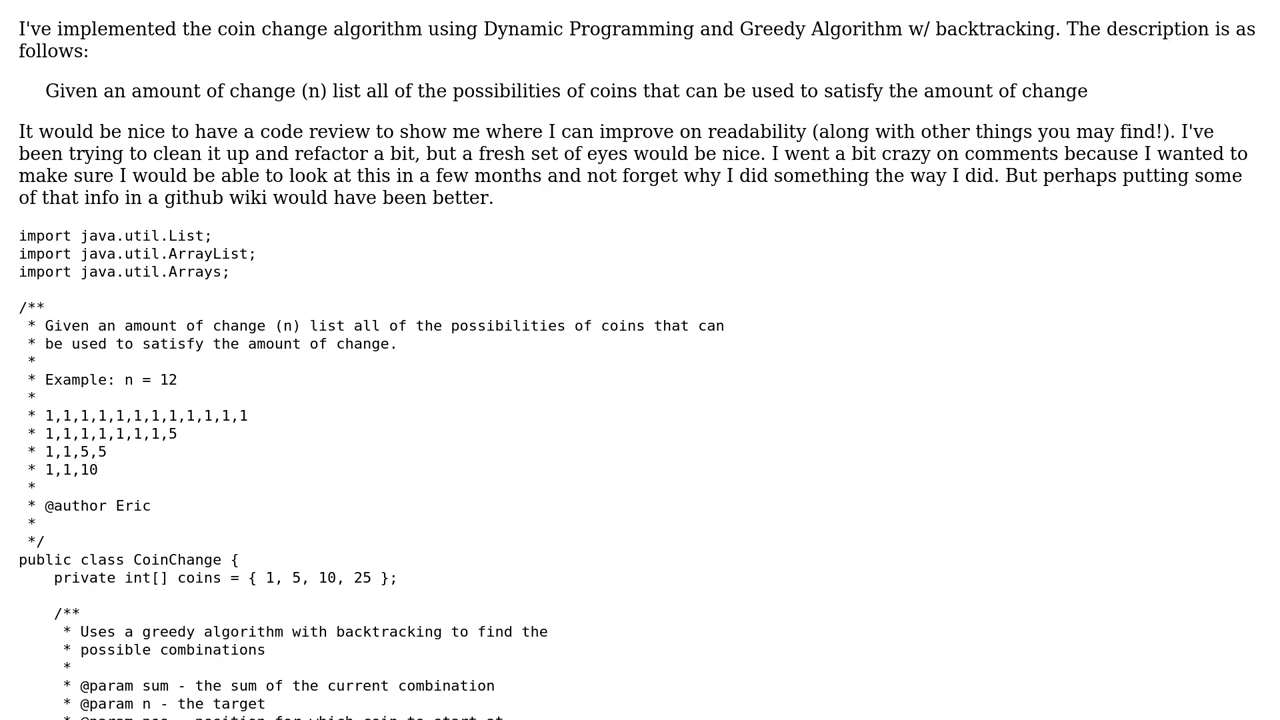 I've implemented the coin change algorithm using Dynamic Programming and Greedy Algorithm w/ backtracking. The description is as
follows:
Given an amount of change (n) list all of the possibilities of coins that can be used to satisfy the amount of change
It would be nice to have a code review to show me where I can improve on readability (along with other things you may find!). I've
been trying to clean it up and refactor a bit, but a fresh set of eyes would be nice. I went a bit crazy on comments because I wanted to
make sure I would be able to look at this in a few months and not forget why I did something the way I did. But perhaps putting some
of that info in a github wiki would have been better.
import java.util.List;
import java.util.ArrayList;
import java.util.Arrays;
/**
 * Given an amount of change (n) list all of the possibilities of coins that can
 * be used to satisfy the amount of change.
 *
 * Example: n = 12
 *
 * 1,1,1,1,1,1,1,1,1,1,1,1
 * 1,1,1,1,1,1,1,5
 * 1,1,5,5
 * 1,1,10
 *
 * @author Eric
 *
 */
public class CoinChange {
    private int[] coins = { 1, 5, 10, 25 };
    /**
     * Uses a greedy algorithm with backtracking to find the
     * possible combinations
     *
     * @param sum - the sum of the current combination
     * @param n - the target
     * @param pos - position for which coin to start at